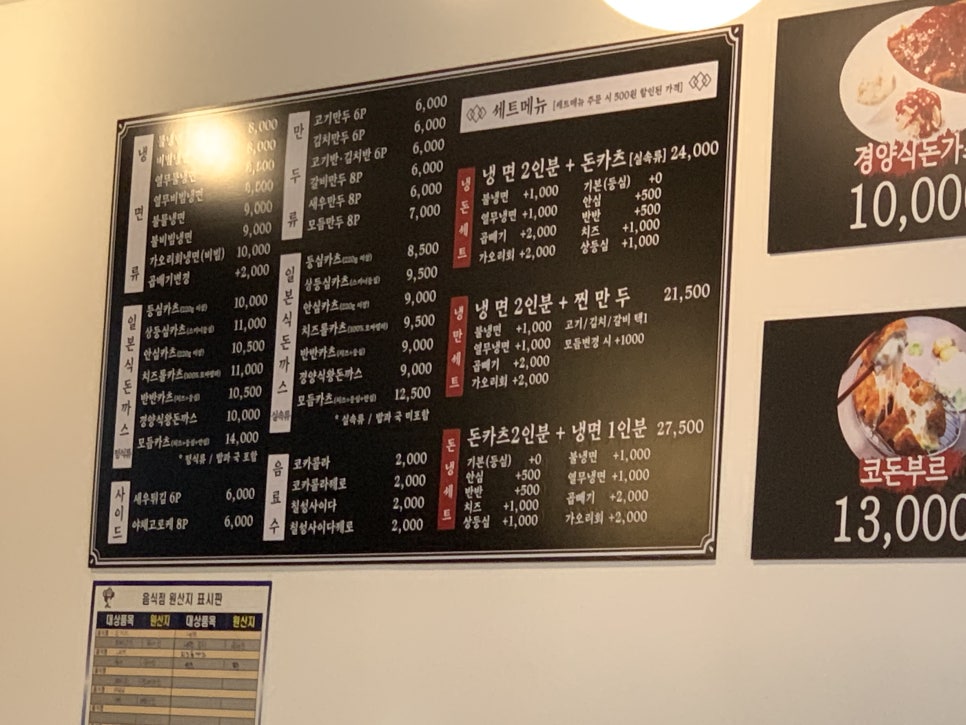 냉면류
8,000
열무비빔냉면
불물냉면 9,000
불비빔냉면 9,000
가오리회냉면(비빔) 10,000
곱빼기변경 +2,000
만두류
고기만두 6P 6,000
김치만두 6P 6,000
고기반·김치반 6P 6,000
갈비만두 8P 6,000
새우만두 8P 6,000
모듬만두 8P 7,000
일본식돈까스 정식류
등심카츠 10,000
상등심카츠 11,000
안심카츠 10,500
치즈롤카츠 11,000
반반카츠 10,500
경양식왕돈까스 10,000
모듬카츠 14,000
* 정식류 / 밥과 국 포함
일본식돈까스 실속류
등심카츠 8,500
상등심카츠 9,500
안심카츠 9,000
치즈롤카츠 9,500
반반카츠 9,000
경양식왕돈까스 9,000
모듬카츠 12,500
* 실속류 / 밥과 국 미포함
사이드
새우튀김 6P 6,000
야채고로케 8P 6,000
음료수
코카콜라 2,000
코카콜라제로 2,000
칠성사이다 2,000
칠성사이다제로 2,000
세트메뉴 [세트메뉴 주문 시 500원 할인된 가격]
냉돈세트
냉면 2인분 + 돈카츠 [실속류] 24,000
불냉면 +1,000 기본(등심) +0
열무냉면 +1,000 안심 +500
곱빼기 +2,000 반반 +500
가오리회 +2,000 치즈 +1,000
상등심 +1,000
냉만세트
냉면 2인분 + 찐만두 21,500
불냉면 +1,000 고기/김치/갈비 택1
열무냉면 +1,000 모듬변경 시 +1000
곱빼기 +2,000
가오리회 +2,000
돈냉세트
돈카츠2인분 + 냉면 1인분 27,500
기본(등심) +0 불냉면 +1,000
안심 +500 열무냉면 +1,000
반반 +500 곱빼기 +2,000
치즈 +1,000 가오리회 +2,000
상등심 +1,000
경양식돈가
10,00
코돈부르
13,000
음식점 원산지 표시판
대상품목 원산지 대상품목 원산지